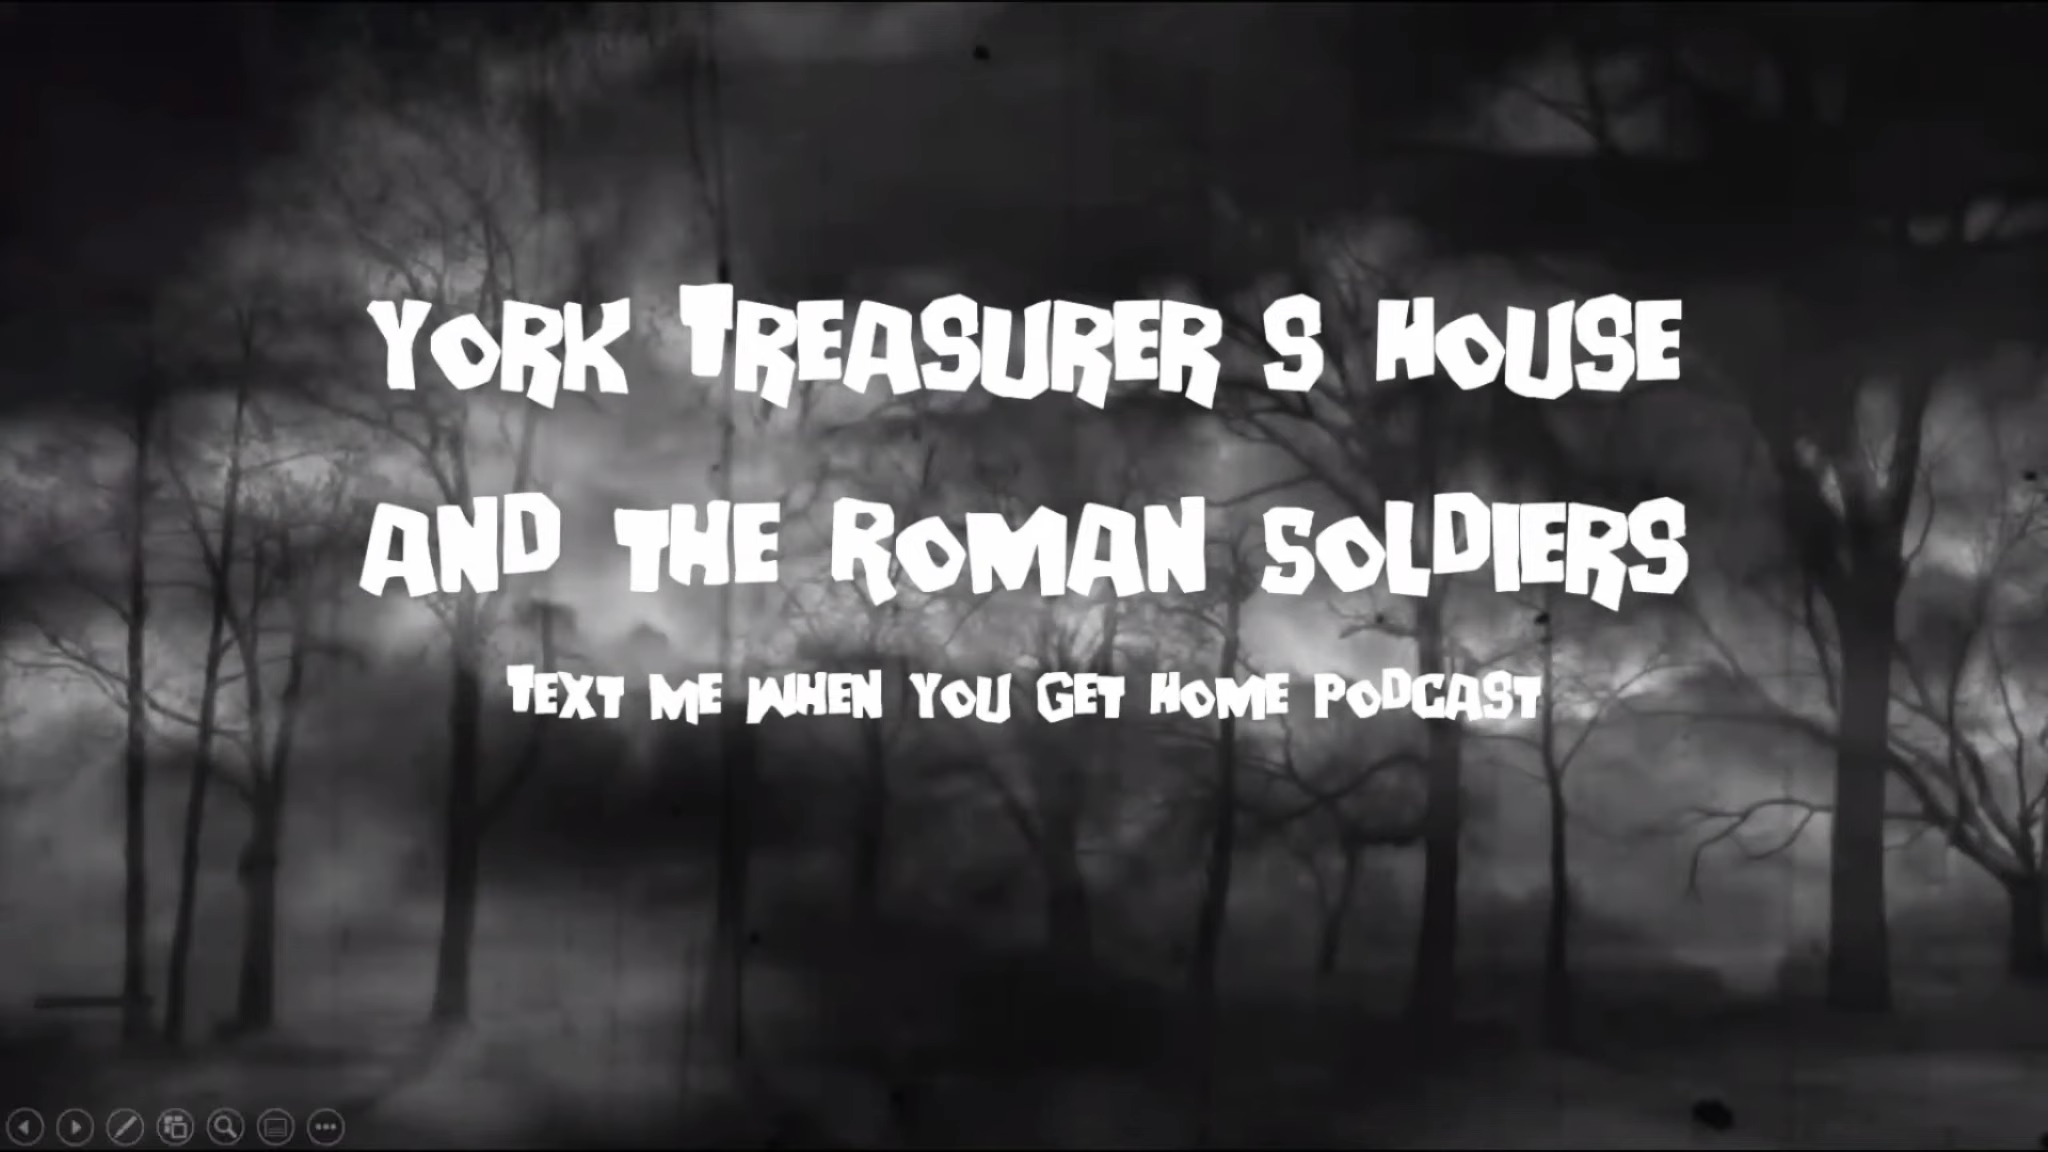 YORK TREASURER S HOUSE
AND THE ROMAN SOLDIERS
TEXT ME WHEN YOU GET HOME PODCAST